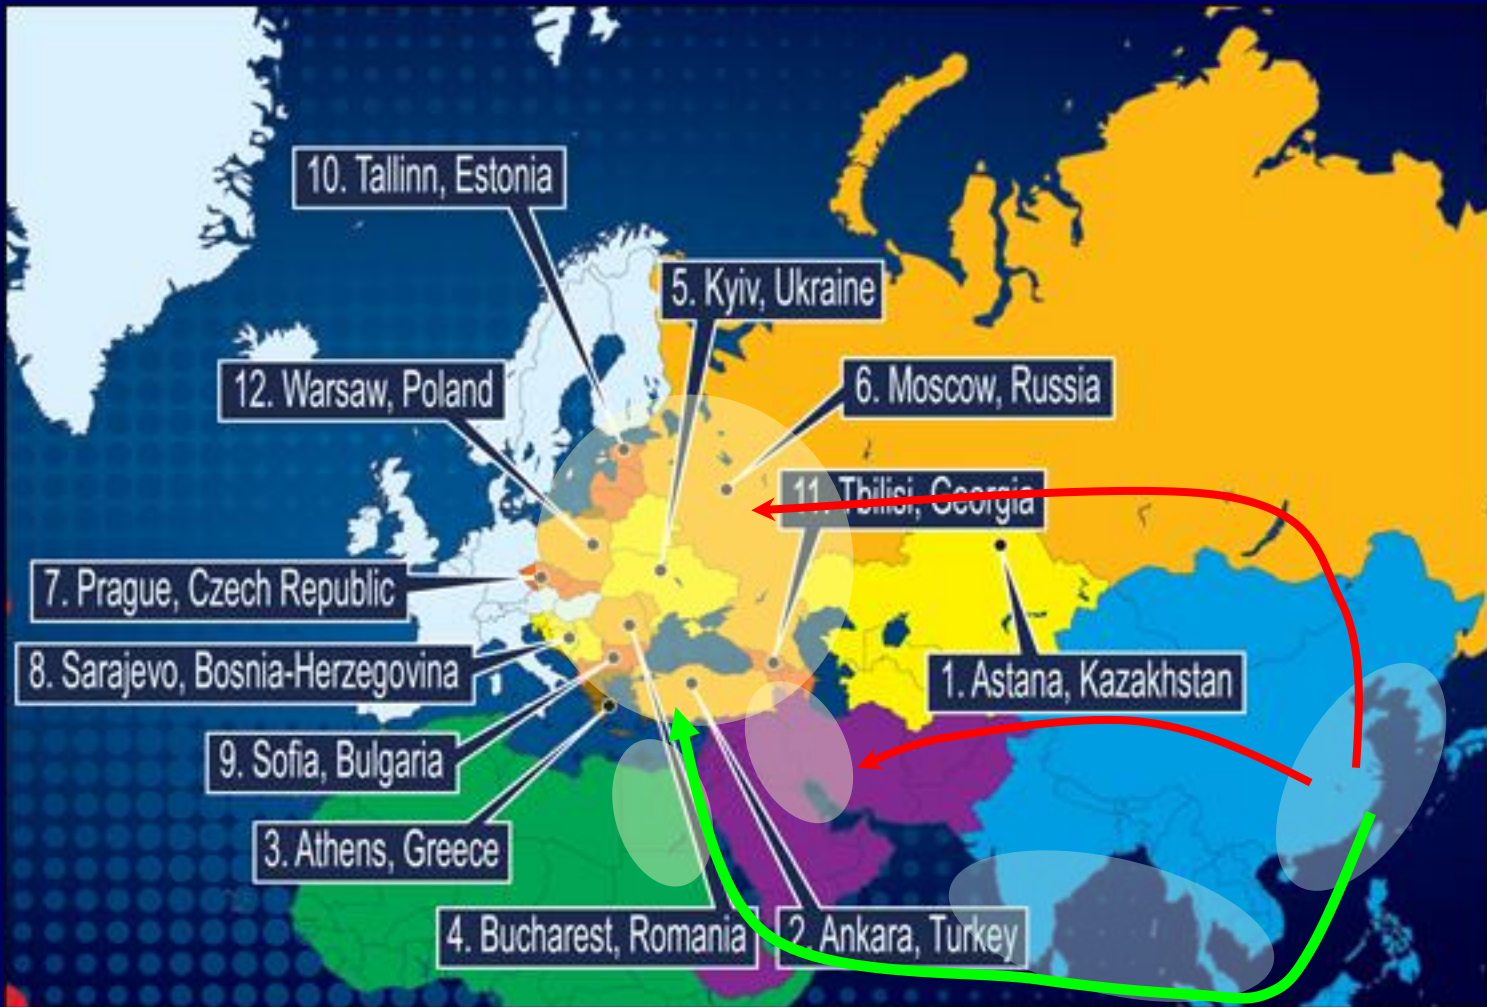 10. Tallinn, Estonia
5. Kyiv, Ukraine
12. Warsaw, Poland
6. Moscow, Russia
11. Tbilisi, Georgia
7. Prague, Czech Republic
8. Sarajevo, Bosnia-Herzegovina
1. Astana, Kazakhstan
9. Sofia, Bulgaria
3. Athens, Greece
4. Bucharest, Romania
2. Ankara, Turkey